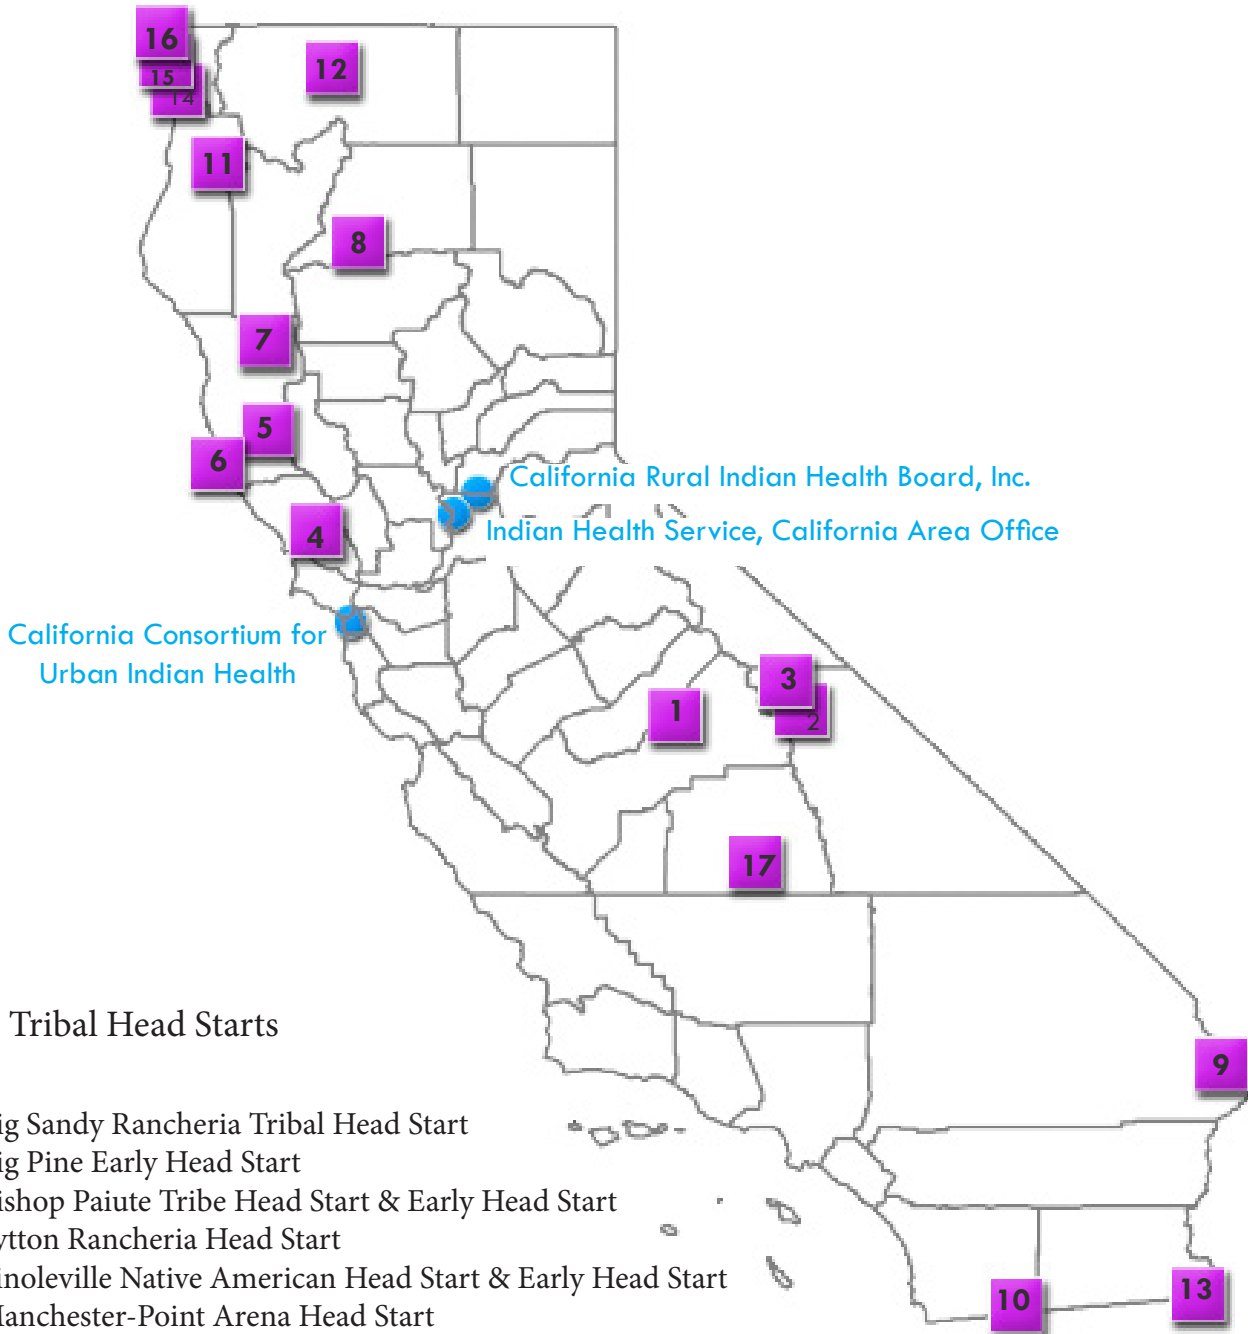 16
12
15
14
11
8
7
5
6
California Rural Indian Health Board, Inc.
Indian Health Service, California Area Office
4
California Consortium for
Urban Indian Health
3
1
2
17
Tribal Head Starts
9
ig Sandy Rancheria Tribal Head Start
ig Pine Early Head Start
ishop Paiute Tribe Head Start & Early Head Start
ytton Rancheria Head Start
inoleville Native American Head Start & Early Head Start
Manchester-Point Arena Head Start
10
13